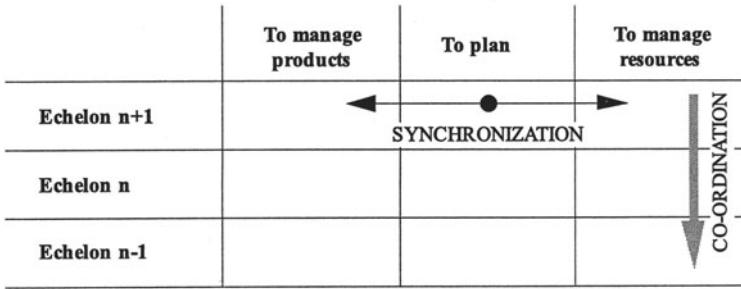 To manage
products
To plan
To manage
resources
Echelon n+1
SYNCHRONIZATION
Echelon n
Echelon n-1
CO-ORDINATION